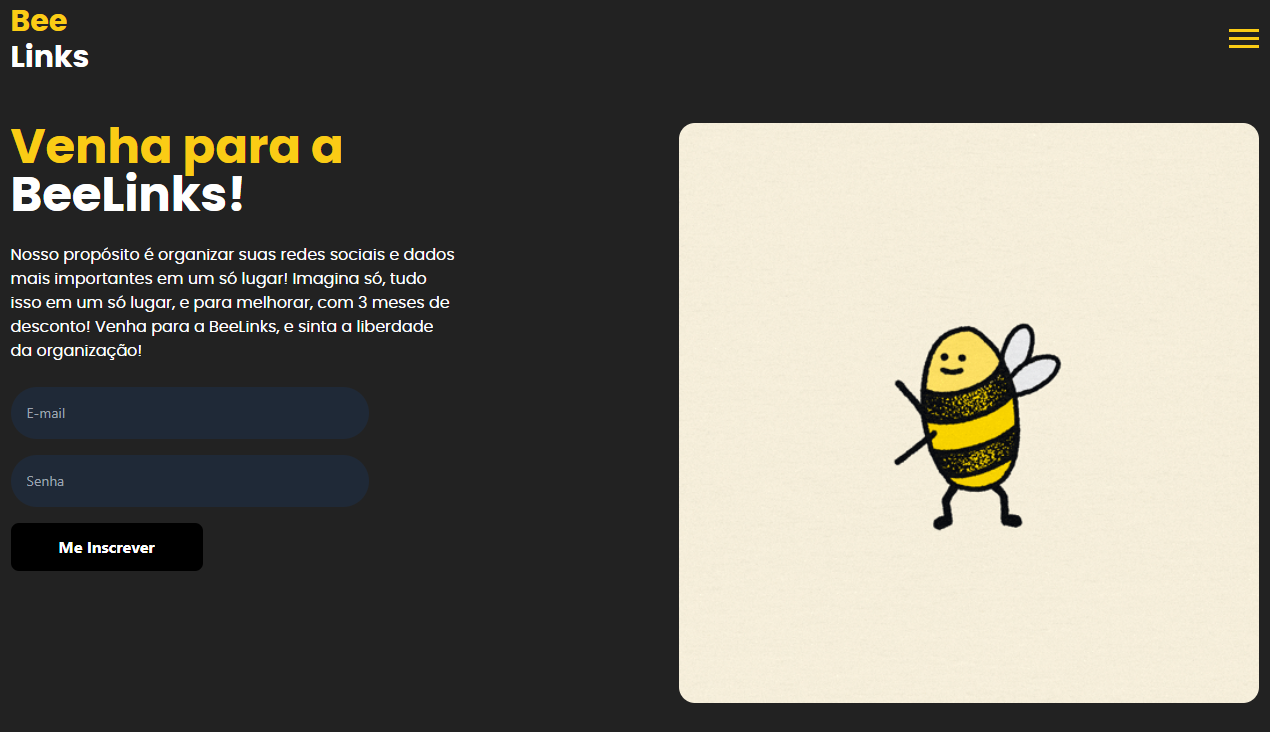 Bee
Links
Venha para a
BeeLinks!
Nosso propósito é organizar suas redes sociais e dados
mais importantes em um só lugar! Imagina só, tudo
isso em um só lugar, e para melhorar, com 3 meses de
desconto! Venha para a BeeLinks, e sinta a liberdade
da organização!
E-mail
Senha
Me Inscrever